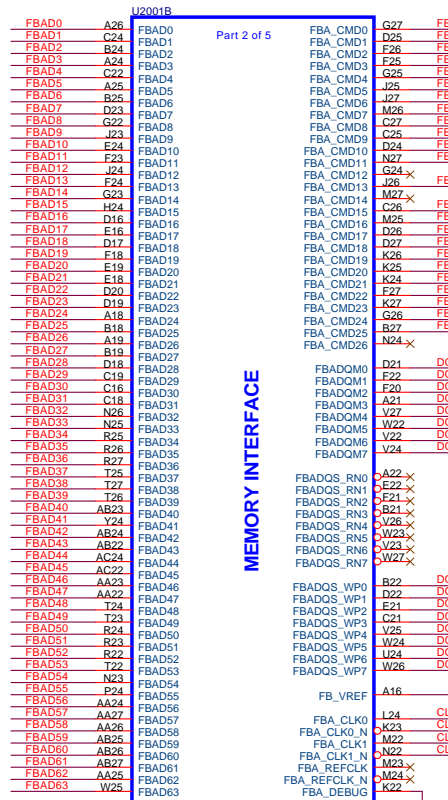 U2001B
Part 2 of 5
FBAD0 A26 FBAD0 FBA_CMD0 G27
FBAD1 C24 FBAD1 FBA_CMD1 D25
FBAD2 B24 FBAD2 FBA_CMD2 F26
FBAD3 A24 FBAD3 FBA_CMD3 F25
FBAD4 C22 FBAD4 FBA_CMD4 G25
FBAD5 A25 FBAD5 FBA_CMD5 J25
FBAD6 B25 FBAD6 FBA_CMD6 J27
FBAD7 D23 FBAD7 FBA_CMD7 M26
FBAD8 G22 FBAD8 FBA_CMD8 C27
FBAD9 J23 FBAD9 FBA_CMD9 C25
FBAD10 E24 FBAD10 FBA_CMD10 D24
FBAD11 F23 FBAD11 FBA_CMD11 N27
FBAD12 J24 FBAD12 FBA_CMD12 G24
FBAD13 F24 FBAD13 FBA_CMD13 J26
FBAD14 G23 FBAD14 FBA_CMD14 M27
FBAD15 H24 FBAD15 FBA_CMD15 C26
FBAD16 D16 FBAD16 FBA_CMD16 M25
FBAD17 E16 FBAD17 FBA_CMD17 D26
FBAD18 D17 FBAD18 FBA_CMD18 D27
FBAD19 F18 FBAD19 FBA_CMD19 K26
FBAD20 E19 FBAD20 FBA_CMD20 K25
FBAD21 E18 FBAD21 FBA_CMD21 K24
FBAD22 D20 FBAD22 FBA_CMD22 F27
FBAD23 D19 FBAD23 FBA_CMD23 K27
FBAD24 A18 FBAD24 FBA_CMD24 G26
FBAD25 B18 FBAD25 FBA_CMD25 B27
FBAD26 A19 FBAD26 FBA_CMD26 N24
FBAD27 B19 FBAD27
FBAD28 D18 FBAD28 FBADQM0 D21
FBAD29 C19 FBAD29 FBADQM1 F22
FBAD30 C16 FBAD30 FBADQM2 F20
FBAD31 C18 FBAD31 FBADQM3 A21
FBAD32 N26 FBAD32 FBADQM4 V27
FBAD33 N25 FBAD33 FBADQM5 W22
FBAD34 R25 FBAD34 FBADQM6 V22
FBAD35 R26 FBAD35 FBADQM7 V24
FBAD36 R27 FBAD36
FBAD37 T25 FBAD37 FBADQS_RN0 A22
FBAD38 T27 FBAD38 FBADQS_RN1 E22
FBAD39 T26 FBAD39 FBADQS_RN2 F21
FBAD40 AB23 FBAD40 FBADQS_RN3 B21
FBAD41 Y24 FBAD41 FBADQS_RN4 V26
FBAD42 AB24 FBAD42 FBADQS_RN5 W23
FBAD43 AB22 FBAD43 FBADQS_RN6 V23
FBAD44 AC24 FBAD44 FBADQS_RN7 W27
FBAD45 AC22 FBAD45
FBAD46 AA23 FBAD46 FBADQS_WP0 B22
FBAD47 AA22 FBAD47 FBADQS_WP1 D22
FBAD48 T24 FBAD48 FBADQS_WP2 E21
FBAD49 T23 FBAD49 FBADQS_WP3 C21
FBAD50 R24 FBAD50 FBADQS_WP4 V25
FBAD51 R23 FBAD51 FBADQS_WP5 W24
FBAD52 R22 FBAD52 FBADQS_WP6 U24
FBAD53 T22 FBAD53 FBADQS_WP7 W26
FBAD54 N23 FBAD54
FBAD55 P24 FBAD55 FB_VREF A16
FBAD56 AA24 FBAD56
FBAD57 AA27 FBAD57 FBA_CLK0 L24
FBAD58 AA26 FBAD58 FBA_CLK0_N K23
FBAD59 AB25 FBAD59 FBA_CLK1 M22
FBAD60 AB26 FBAD60 FBA_CLK1_N N22
FBAD61 AB27 FBAD61 FBA_REFCLK M23
FBAD62 AA25 FBAD62 FBA_REFCLK_N M24
FBAD63 W25 FBAD63 FBA_DEBUG K22
MEMORY INTERFACE